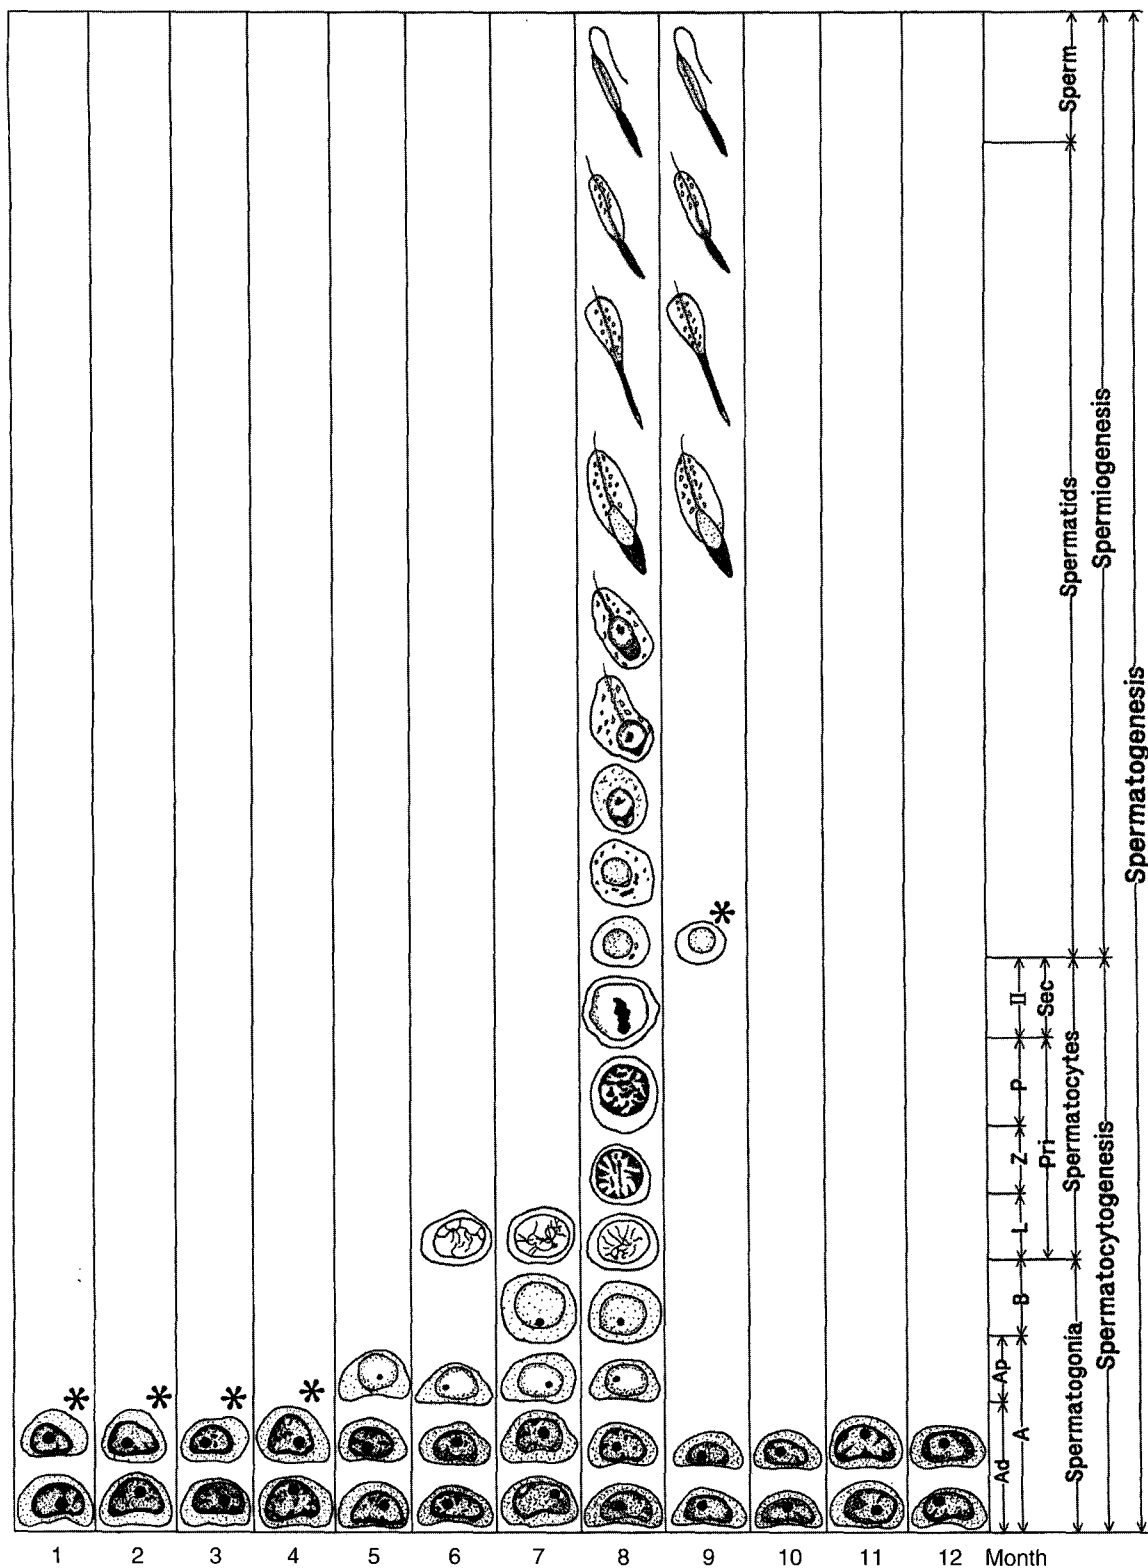 Sperm
Spermatids
Spermiogenesis
Spermatogenesis
II
Sec
P
Z
Pri
L
Spermatocytes
Spermatocytogenesis
B
Ap
A
Ad
Spermatogonia
*
* * * *
1 2 3 4 5 6 7 8 9 10 11 12 Month